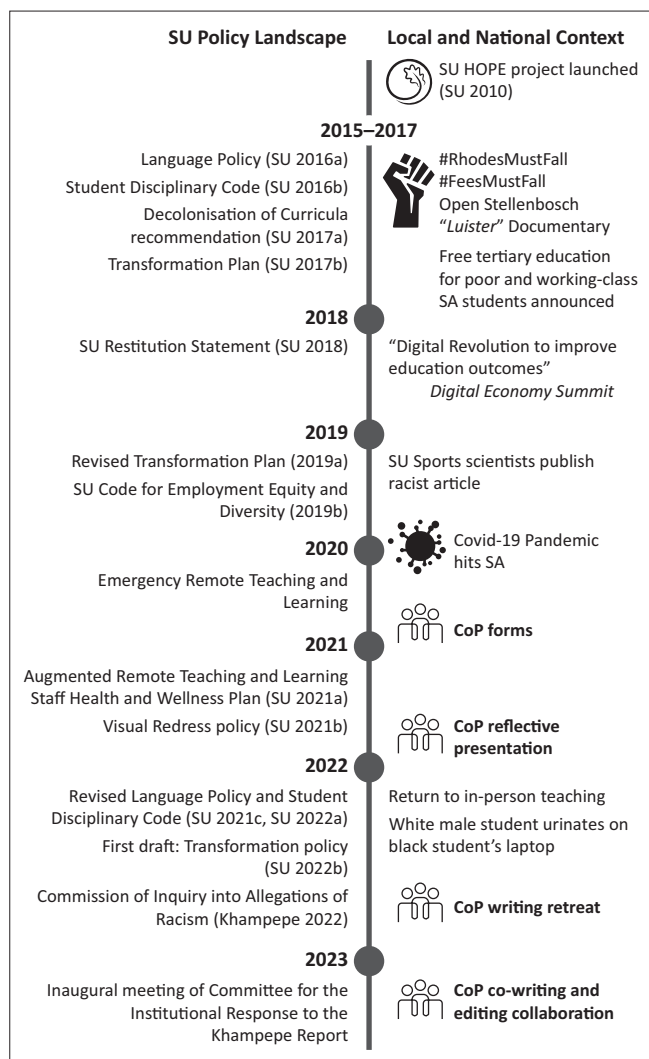 SU Policy Landscape
Local and National Context
SU HOPE project launched
(SU 2010)
2015–2017
Language Policy (SU 2016a)
Student Disciplinary Code (SU 2016b)
Decolonisation of Curricula
recommendation (SU 2017a)
Transformation Plan (SU 2017b)
#RhodesMustFall
#FeesMustFall
Open Stellenbosch
“Luister” Documentary
Free tertiary education
for poor and working-class
SA students announced
2018
SU Restitution Statement (SU 2018)
“Digital Revolution to improve
education outcomes”
Digital Economy Summit
2019
Revised Transformation Plan (2019a)
SU Code for Employment Equity and
Diversity (2019b)
SU Sports scientists publish
racist article
2020
Covid-19 Pandemic
hits SA
Emergency Remote Teaching and
Learning
CoP forms
2021
Augmented Remote Teaching and Learning
Staff Health and Wellness Plan (SU 2021a)
Visual Redress policy (SU 2021b)
CoP reflective
presentation
2022
Revised Language Policy and Student
Disciplinary Code (SU 2021c, SU 2022a)
First draft: Transformation policy
(SU 2022b)
Commission of Inquiry into Allegations of
Racism (Khampepe 2022)
Return to in-person teaching
White male student urinates on
black student’s laptop
CoP writing retreat
2023
Inaugural meeting of Committee for the
Institutional Response to the
Khampepe Report
CoP co-writing and
editing collaboration